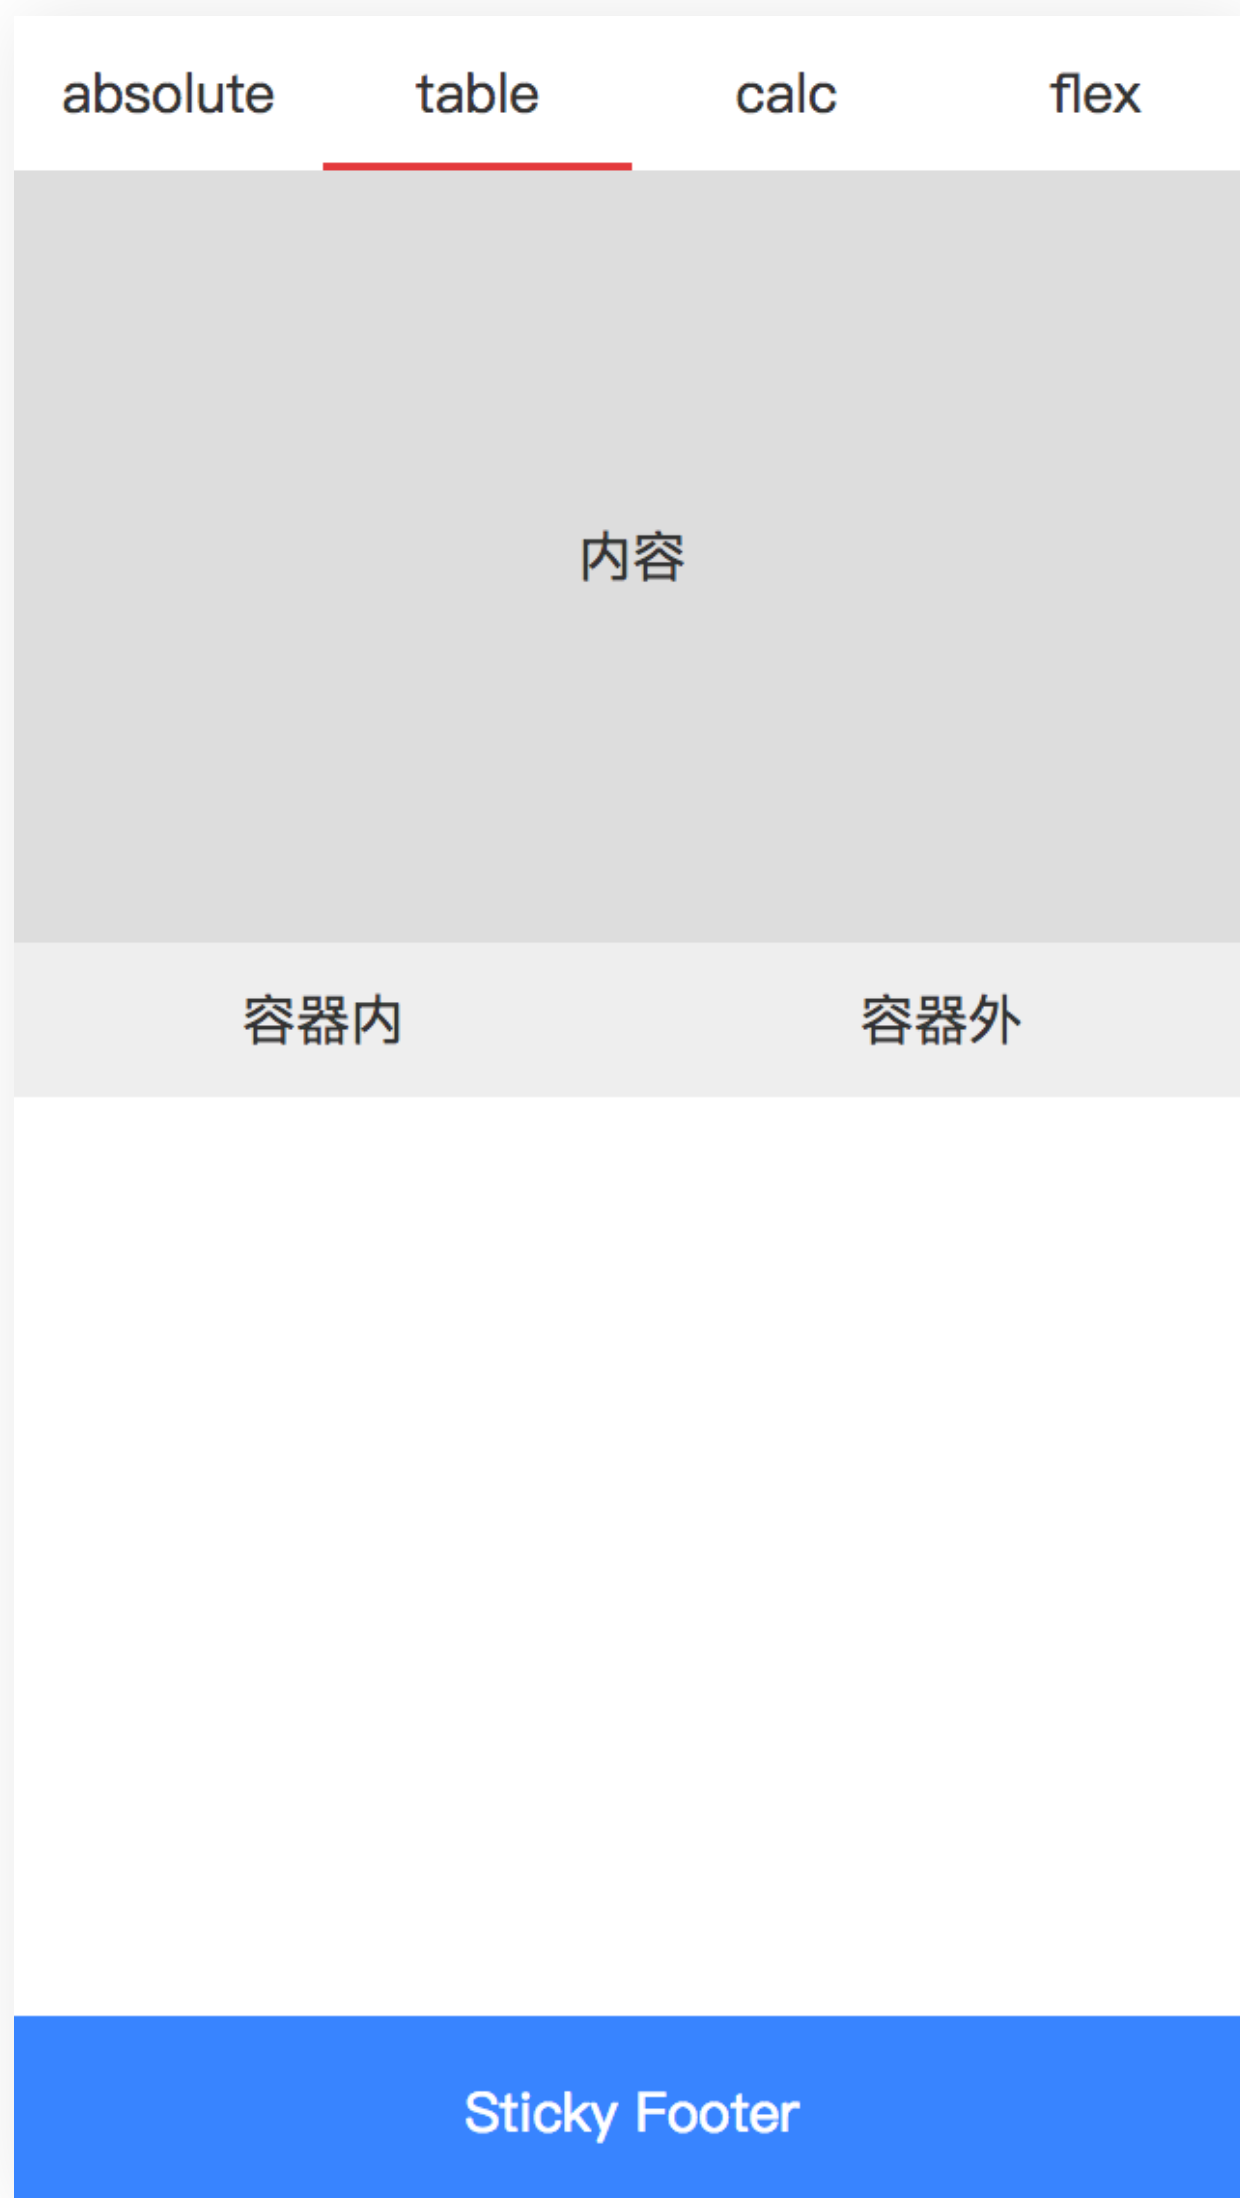 absolute table calc flex
内容
容器内 容器外
Sticky Footer